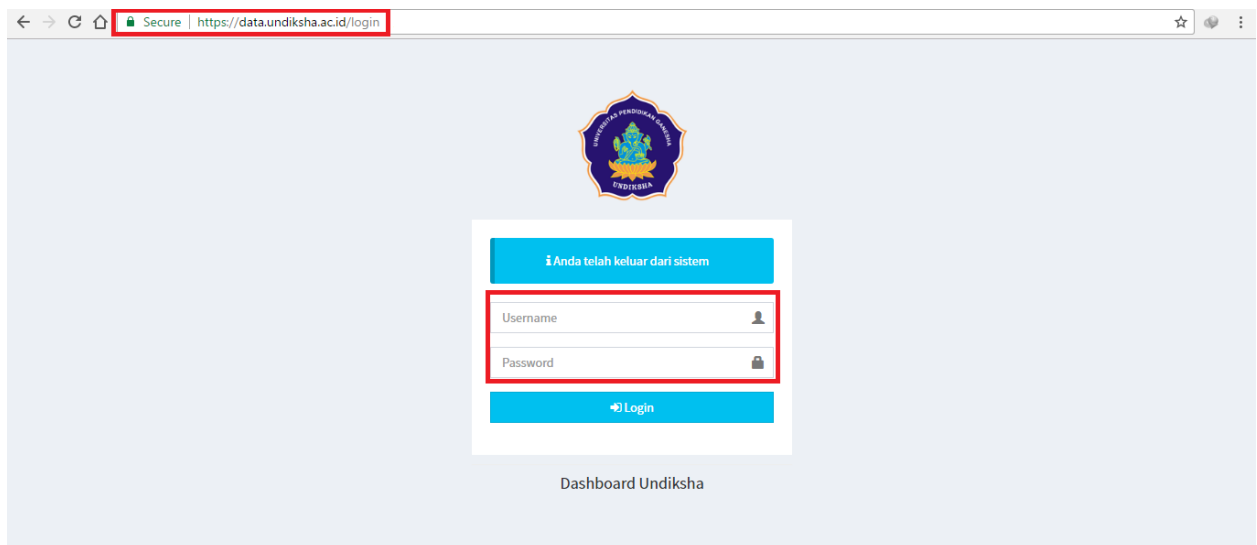 Secure | https://data.undiksha.ac.id/login
UNIVERSITAS PENDIDIKAN GANESHA
UNDIKSHA
Anda telah keluar dari sistem
Username
Password
Login
Dashboard Undiksha